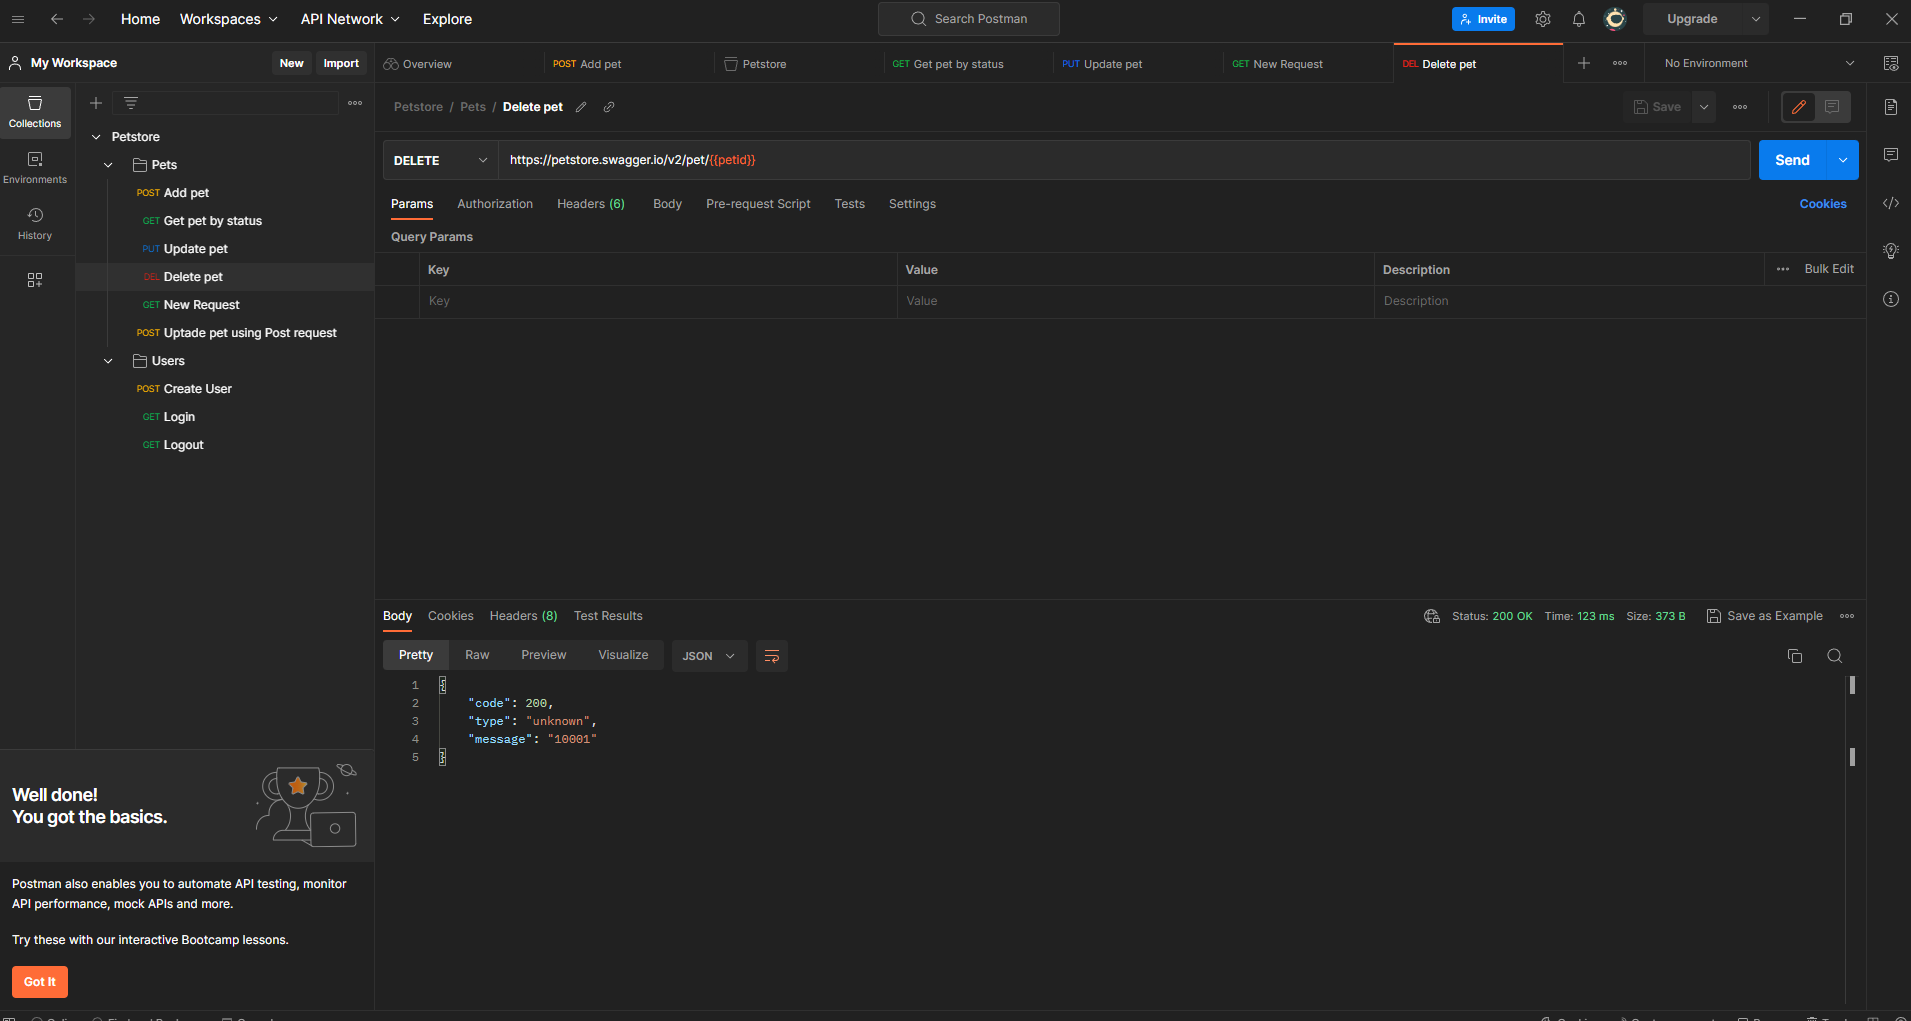 Home Workspaces API Network Explore Search Postman Invite Upgrade
My Workspace New Import
Overview POST Add pet Petstore GET Get pet by status PUT Update pet GET New Request DEL Delete pet No Environment
Collections
Environments
History
Petstore
Pets
POST Add pet
GET Get pet by status
PUT Update pet
DEL Delete pet
GET New Request
POST Uptade pet using Post request
Users
POST Create User
GET Login
GET Logout
Well done!
You got the basics.
Postman also enables you to automate API testing, monitor
API performance, mock APIs and more.
Try these with our interactive Bootcamp lessons.
Got It
Petstore / Pets / Delete pet Save
DELETE https://petstore.swagger.io/v2/pet/{{petid}} Send
Params Authorization Headers (6) Body Pre-request Script Tests Settings Cookies
Query Params
Key Value Description Bulk Edit
Key Value Description
Body Cookies Headers (8) Test Results Status: 200 OK Time: 123 ms Size: 373 B Save as Example
Pretty Raw Preview Visualize JSON
1 {
2 "code": 200,
3 "type": "unknown",
4 "message": "10001"
5 }